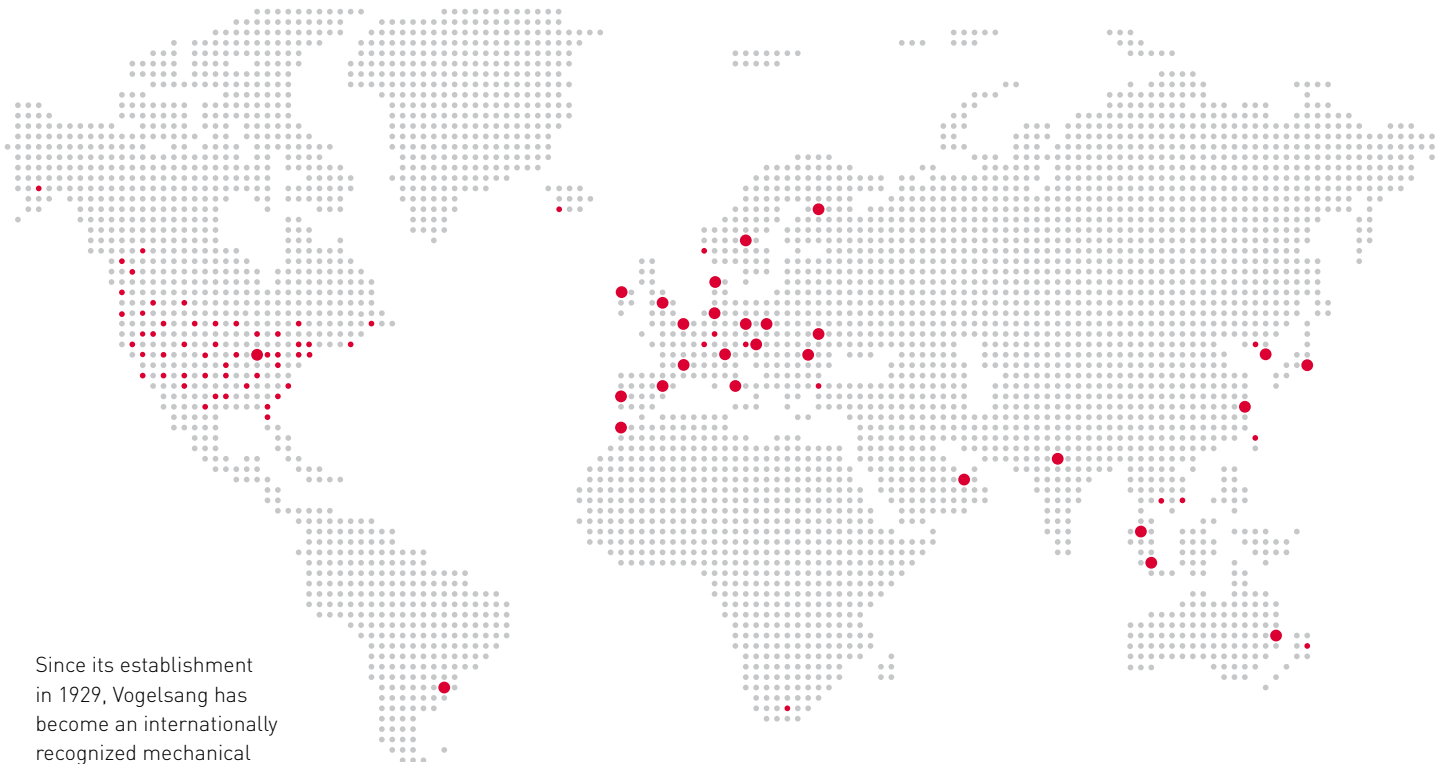 Since its establishment
in 1929, Vogelsang has
become an internationally
recognized mechanical